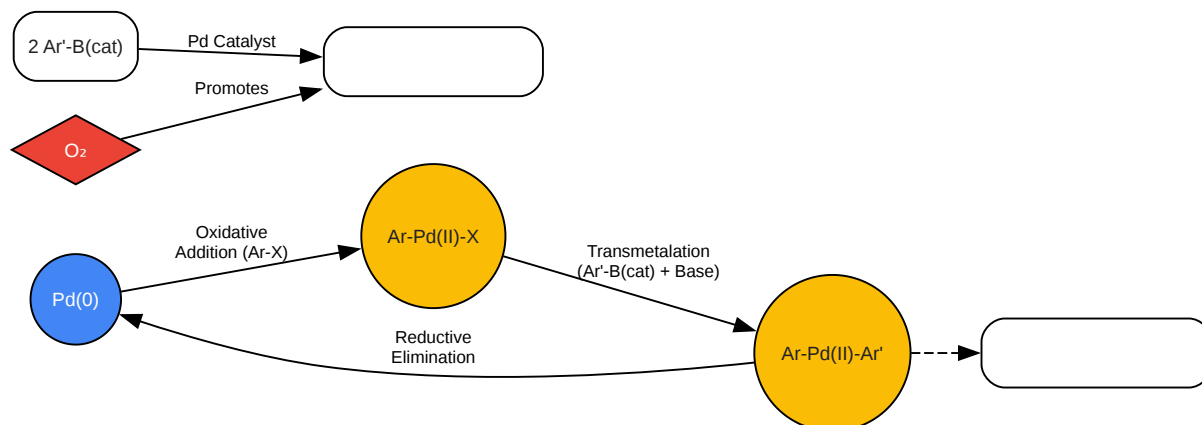 2 Ar'-B(cat)
Pd Catalyst
Promotes
O₂
Oxidative
Addition (Ar-X)
Ar-Pd(II)-X
Transmetalation
(Ar'-B(cat) + Base)
Pd(0)
Reductive
Elimination
Ar-Pd(II)-Ar'